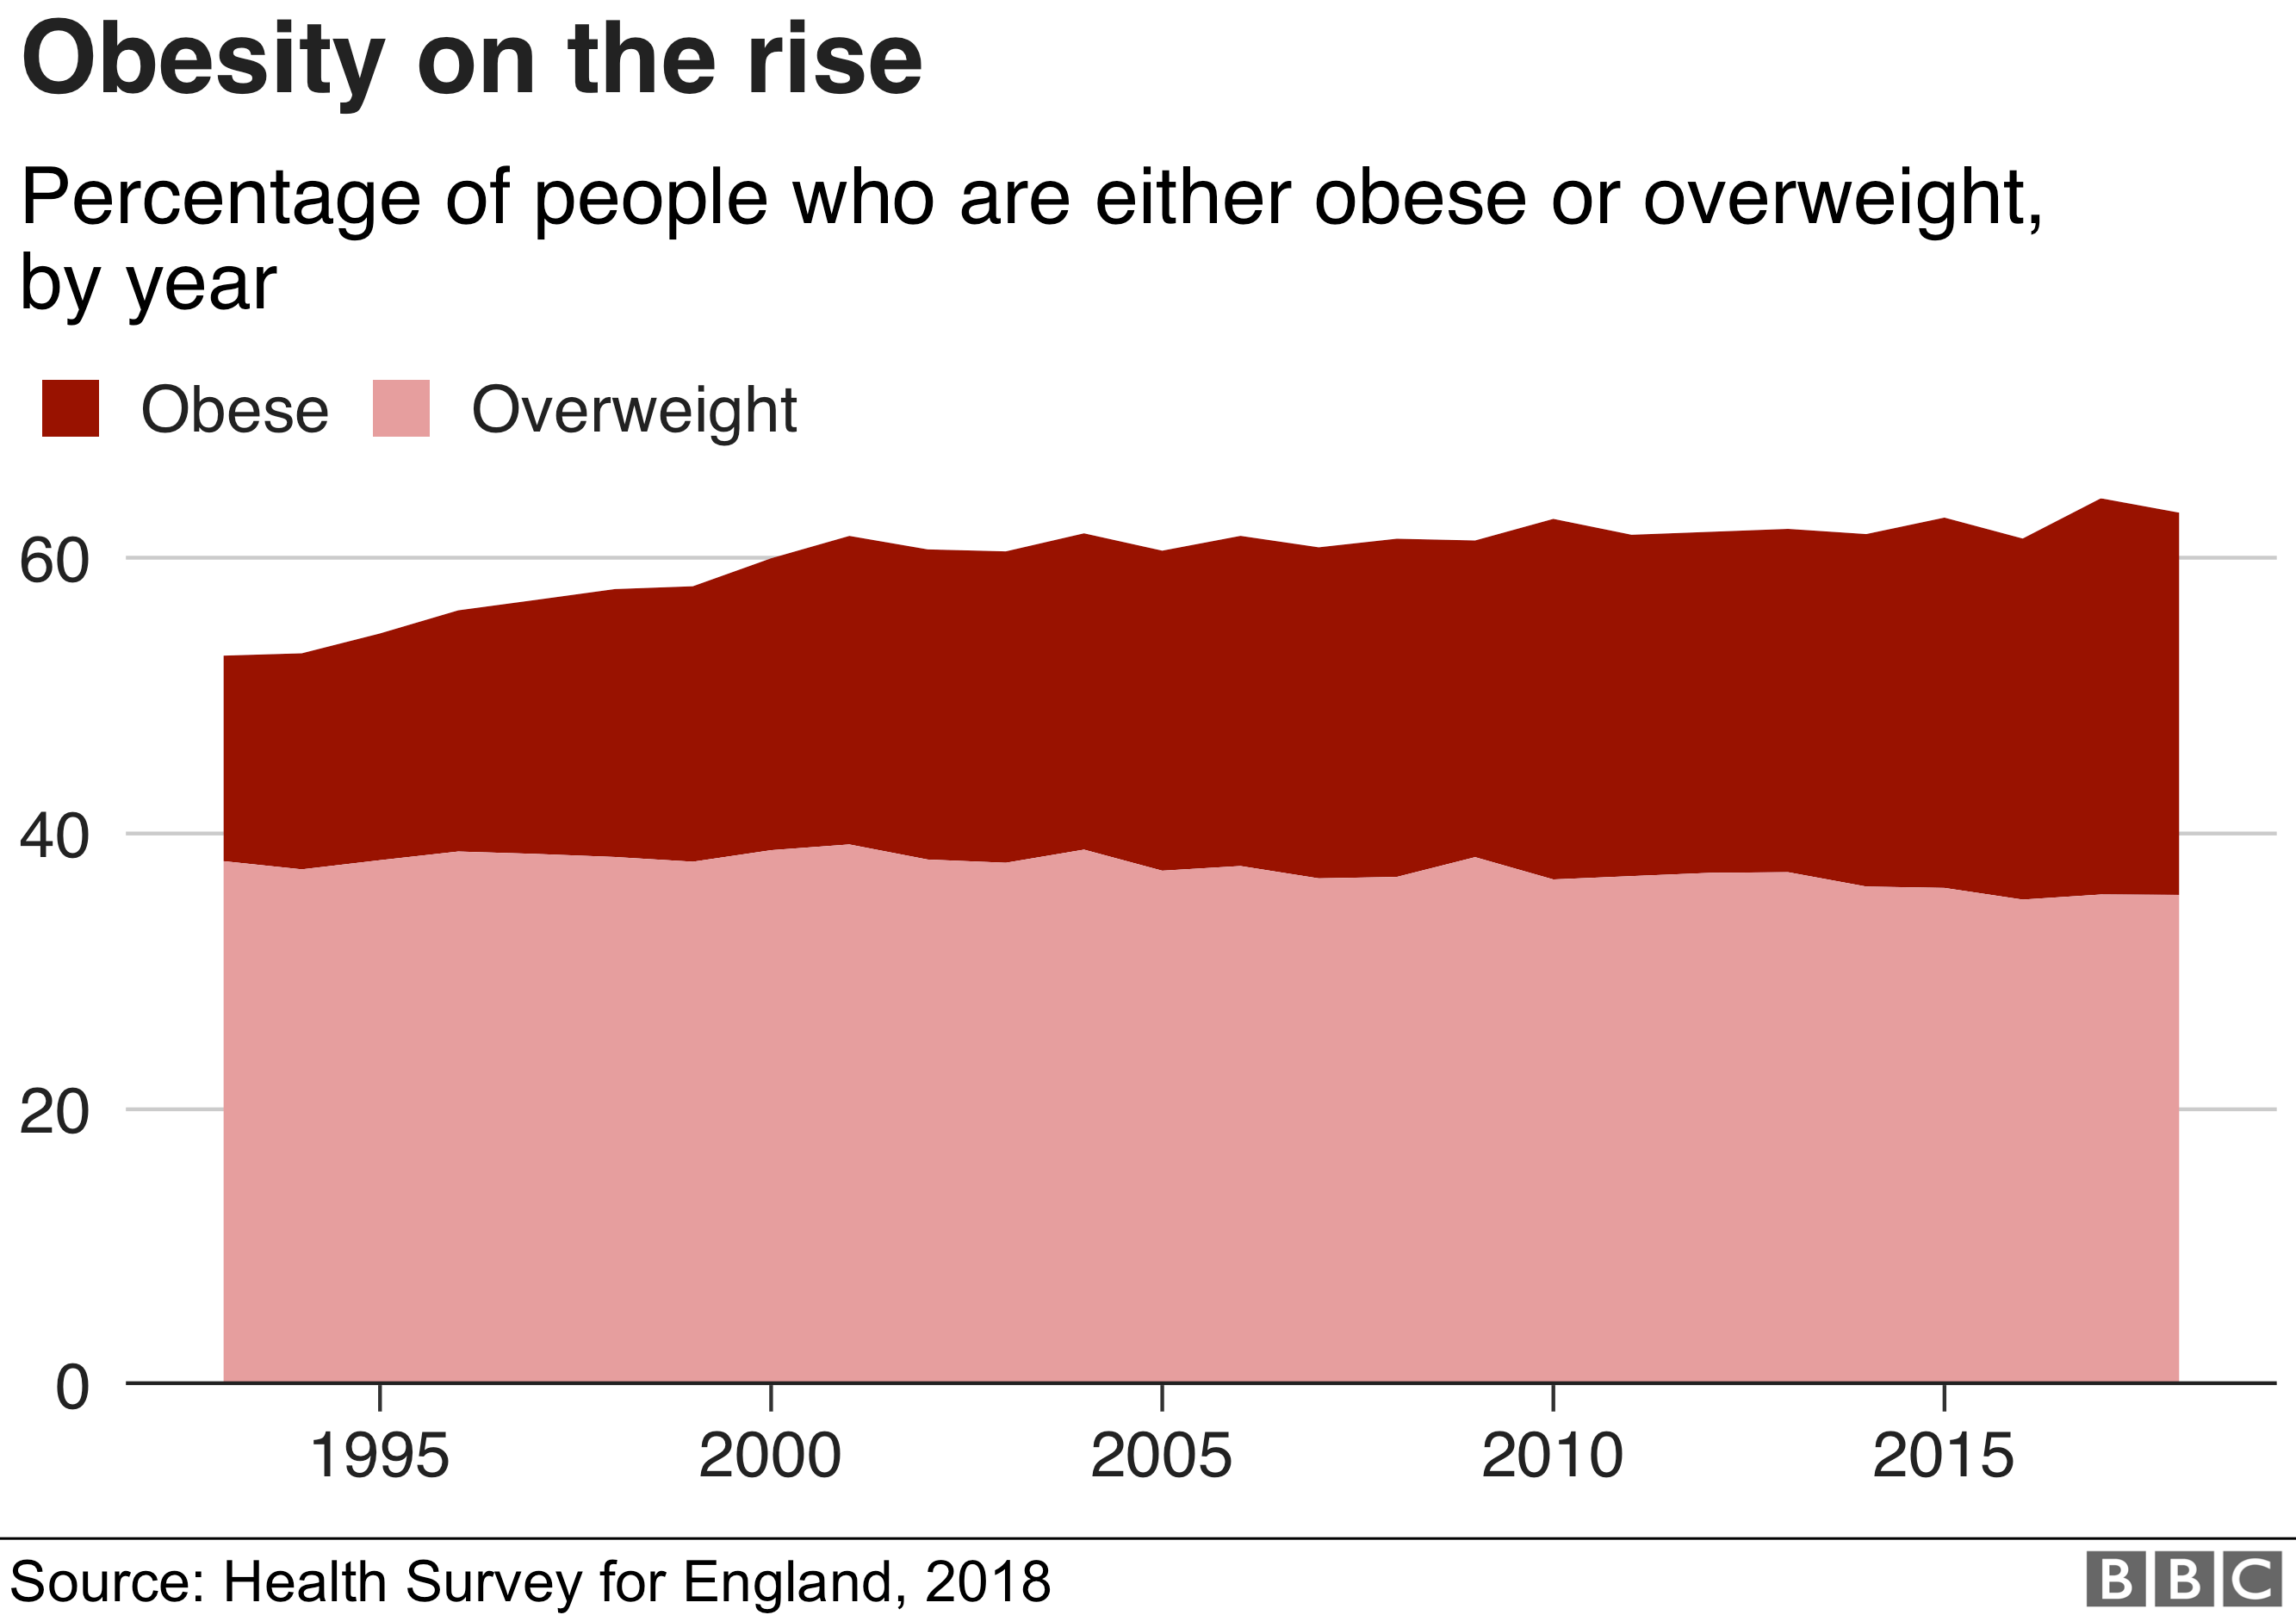 Obesity on the rise
Percentage of people who are either obese or overweight,
by year
Obese Overweight
60
40
20
0
1995 2000 2005 2010 2015
Source: Health Survey for England, 2018
BBC